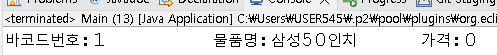 Problems Javadoc Declaration Console Coverage Git Staging
<terminated> Main (13) [Java Application] C:₩Users₩USER545₩.p2₩pool₩plugins₩org.ecli
바코드번호:1 물품명:삼성50인치 가격:0